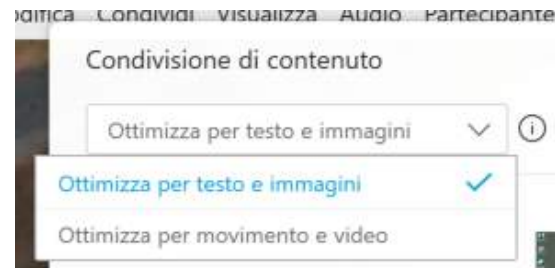 Modifica Condividi Visualizza Audio Partecipante
Condivisione di contenuto
Ottimizza per testo e immagini
Ottimizza per testo e immagini
Ottimizza per movimento e video